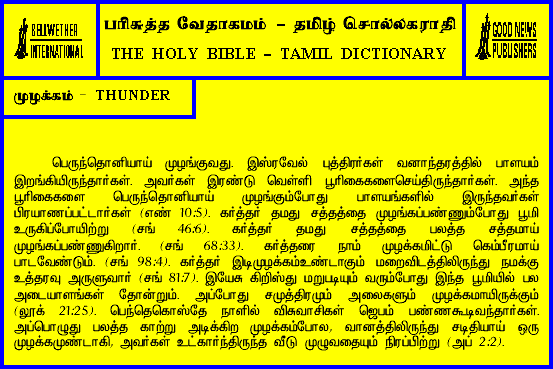 BELLWETHER
INTERNATIONAL
பரிசுத்த வேதாகமம் – தமிழ் சொல்லகராதி
THE HOLY BIBLE – TAMIL DICTIONARY
GOOD NEWS
PUBLISHERS
முழக்கம் – THUNDER
பெருந்தொனியாய் முழங்குவது. இஸ்ரவேல் புத்திரர்கள் வனாந்தரத்தில் பாளயம்
இறங்கியிருந்தார்கள். அவர்கள் இரண்டு வெள்ளி பூரிகைகளைசெய்திருந்தார்கள். அந்த
பூரிகைகளை பெருந்தொனியாய் முழங்கும்போது பாளயங்களில் இருந்தவர்கள்
பிரயாணப்பட்டார்கள் (எண் 10:5). கர்த்தர் தமது சத்தத்தை முழங்கப்பண்ணும்போது பூமி
உருகிப்போயிற்று (சங் 46:6). கர்த்தர் தமது சத்தத்தை பலத்த சத்தமாய்
முழங்கப்பண்ணுகிறார். (சங் 68:33). கர்த்தரை நாம் முழக்கமிட்டு கெம்பீரமாய்
பாடவேண்டும். (சங் 98:4). கர்த்தர் இடிமுழக்கம்உண்டாகும் மறைவிடத்திலிருந்து நமக்கு
உத்தரவு அருளுவார் (சங் 81:7). இயேசு கிறிஸ்து மறுபடியும் வரும்போது இந்த பூமியில் பல
அடையாளங்கள் தோன்றும். அப்போது சமுத்திரமும் அலைகளும் முழக்கமாயிருக்கும்
(லூக் 21:25). பெந்தெகொஸ்தே நாளில் விசுவாசிகள் ஜெபம் பண்ணகூடிவந்தார்கள்.
அப்பொழுது பலத்த காற்று அடிக்கிற முழக்கம்போல, வானத்திலிருந்து சடிதியாய் ஒரு
முழக்கமுண்டாகி, அவர்கள் உட்கார்ந்திருந்த வீடு முழுவதையும் நிரப்பிற்று (அப் 2:2).